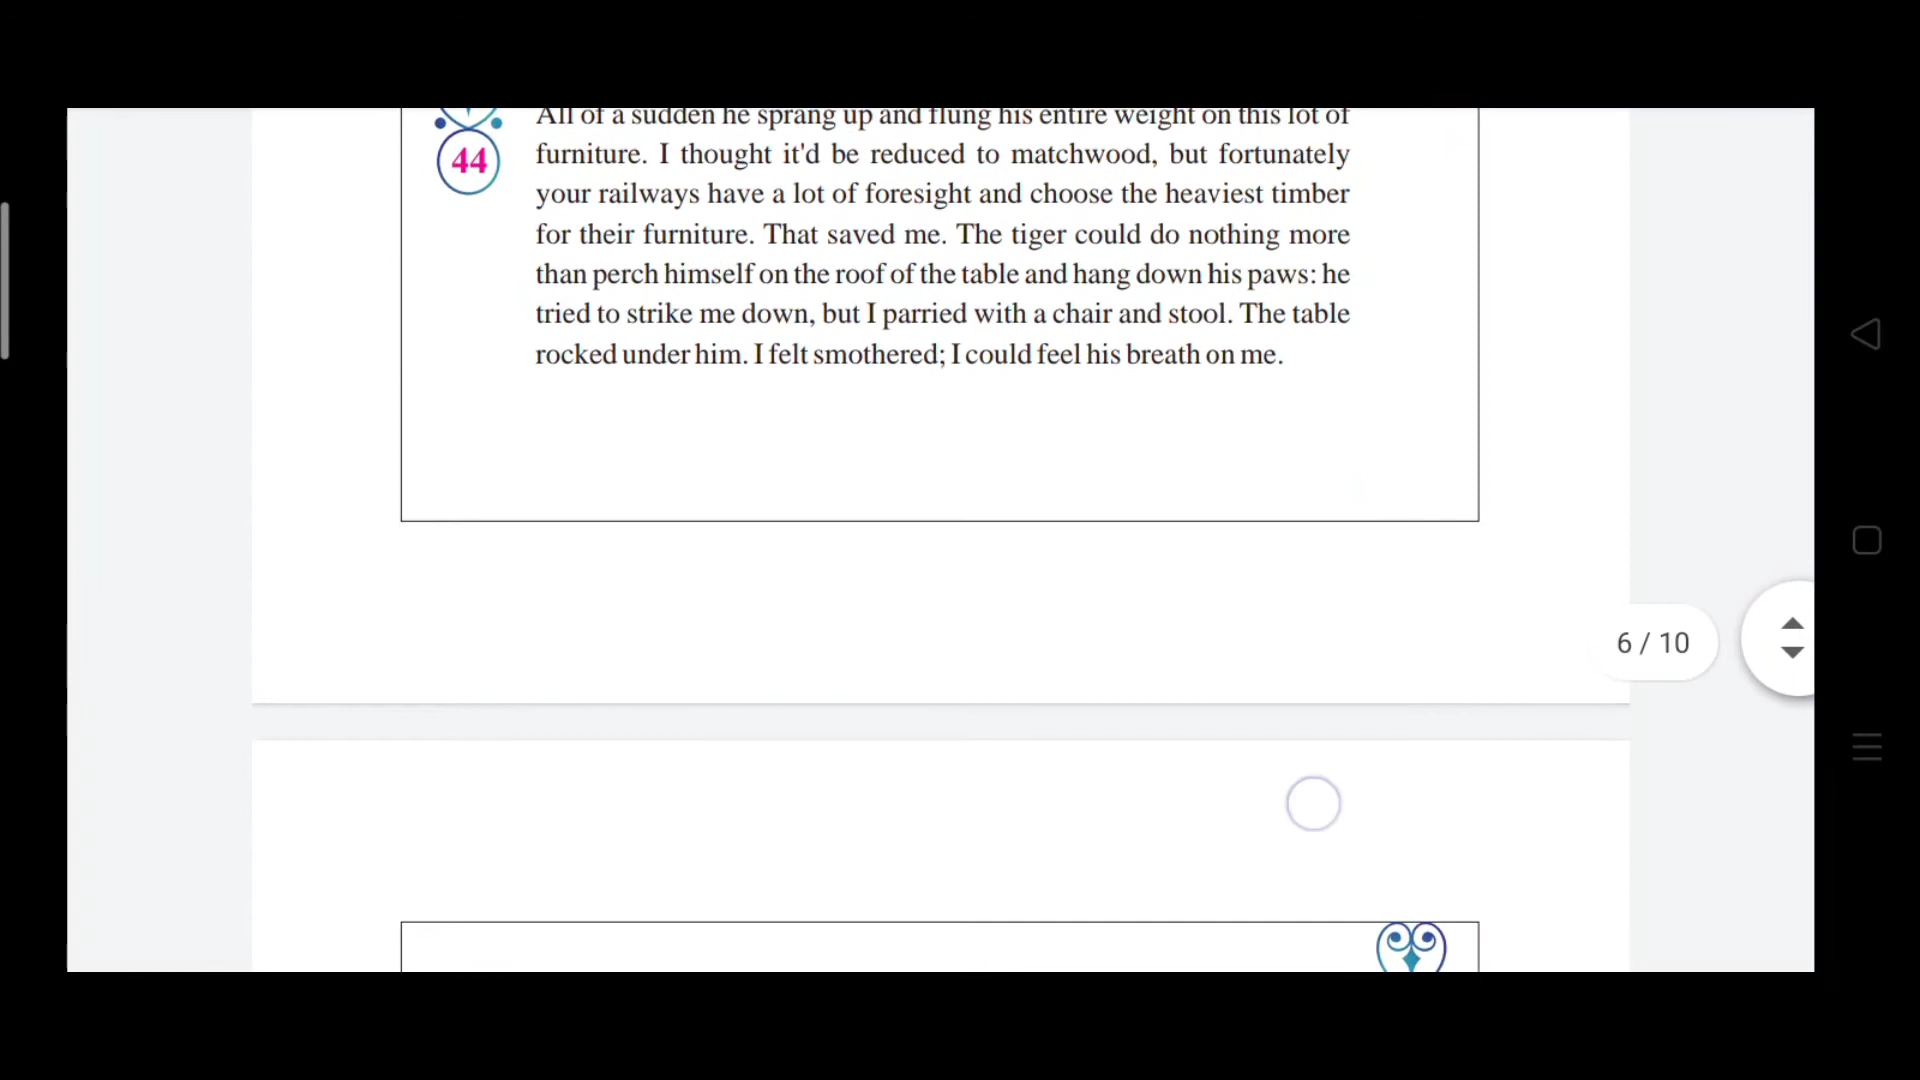 All of a sudden he sprang up and flung his entire weight on this lot of
44
furniture. I thought it'd be reduced to matchwood, but fortunately
your railways have a lot of foresight and choose the heaviest timber
for their furniture. That saved me. The tiger could do nothing more
than perch himself on the roof of the table and hang down his paws: he
tried to strike me down, but I parried with a chair and stool. The table
rocked under him. I felt smothered; I could feel his breath on me.
6 / 10